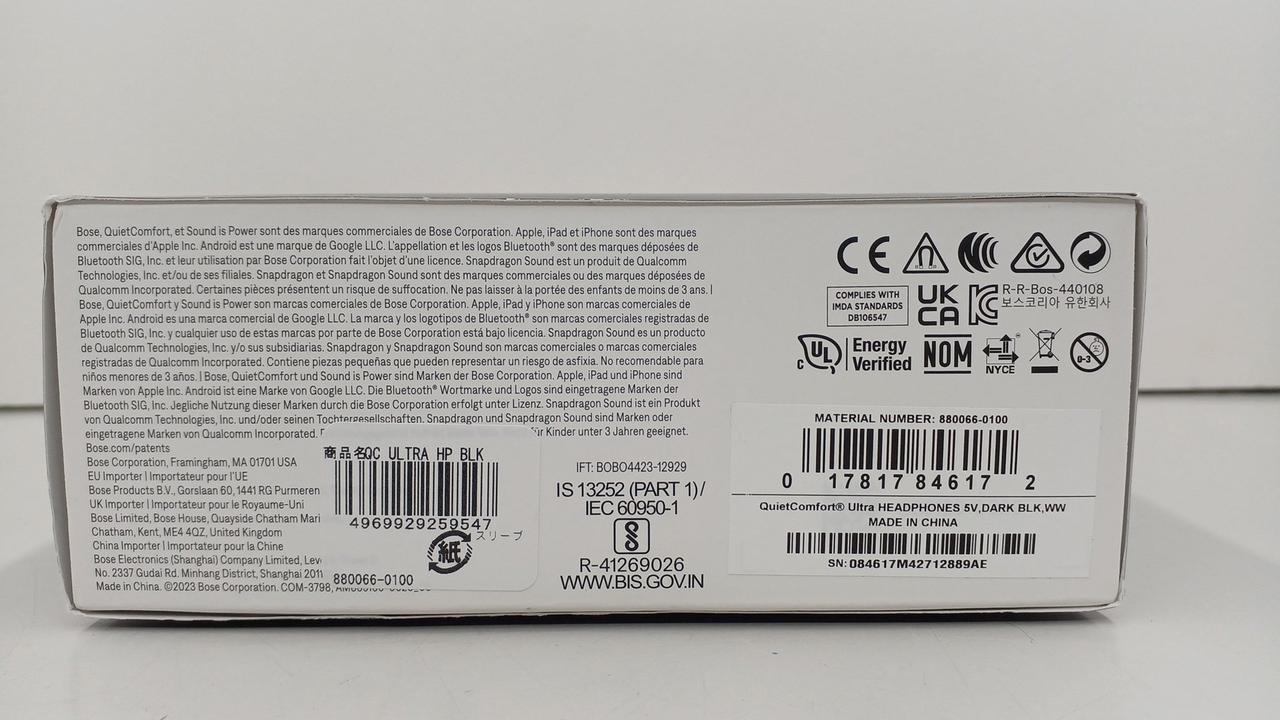 Bose, QuietComfort, et Sound is Power sont des marques commerciales de Bose Corporation. Apple, iPad et iPhone sont des marques
commerciales d'Apple Inc. Android est une marque de Google LLC. L'appellation et les logos Bluetooth® sont des marques déposées de
Bluetooth SIG, Inc. et leur utilisation par Bose Corporation fait l'objet d'une licence. Snapdragon Sound est un produit de Qualcomm
Technologies, Inc. et/ou de ses filiales. Snapdragon et Snapdragon Sound sont des marques commerciales ou des marques déposées de
Qualcomm Incorporated. Certaines pièces présentent un risque de suffocation. Ne pas laisser à la portée des enfants de moins de 3 ans. |
Bose, QuietComfort y Sound is Power son marcas comerciales de Bose Corporation. Apple, iPad y iPhone son marcas comerciales de
Apple Inc. Android es una marca comercial de Google LLC. La marca y los logotipos de Bluetooth® son marcas comerciales registradas de
Bluetooth SIG, Inc. y cualquier uso de estas marcas por parte de Bose Corporation está bajo licencia. Snapdragon Sound es un producto
de Qualcomm Technologies, Inc. y/o sus subsidiarias. Snapdragon y Snapdragon Sound son marcas comerciales o marcas comerciales
registradas de Qualcomm Incorporated. Contiene piezas pequeñas que pueden representar un riesgo de asfixia. No recomendable para
niños menores de 3 años. | Bose, QuietComfort und Sound is Power sind Marken der Bose Corporation. Apple, iPad und iPhone sind
Marken von Apple Inc. Android ist eine Marke von Google LLC. Die Bluetooth® Wortmarke und Logos sind eingetragene Marken der
Bluetooth SIG, Inc. Jegliche Nutzung dieser Marken durch die Bose Corporation erfolgt unter Lizenz. Snapdragon Sound ist ein Produkt
von Qualcomm Technologies, Inc. und/oder seinen Tochtergesellschaften. Snapdragon und Snapdragon Sound sind Marken oder
eingetragene Marken von Qualcomm Incorporated. für Kinder unter 3 Jahren geeignet.
Bose.com/patents
Bose Corporation, Framingham, MA 01701 USA
EU Importer | Importateur pour l'UE
Bose Products B.V., Gorslaan 60, 1441 RG Purmeren
UK Importer | Importateur pour le Royaume-Uni
Bose Limited, Bose House, Quayside Chatham Mari
Chatham, Kent, ME4 4QZ, United Kingdom
China Importer | Importateur pour la Chine
Bose Electronics (Shanghai) Company Limited, Lev
No. 2337 Gudai Rd. Minhang District, Shanghai 201
Made in China. ©2023 Bose Corporation. COM-3798,
商品名QC ULTRA HP BLK
4969929259547
紙
スリーブ
880066-0100
IFT: BOBO4423-12929
IS 13252 (PART 1)/
IEC 60950-1
R-41269026
WWW.BIS.GOV.IN
CE
COMPLIES WITH
IMDA STANDARDS
DB106547
UK
CA
R-R-Bos-440108
보스코리아 유한회사
c UL Energy
Verified
NOM
NYCE
0-3
MATERIAL NUMBER: 880066-0100
0 17817 84617 2
QuietComfort® Ultra HEADPHONES 5V,DARK BLK,WW
MADE IN CHINA
SN: 084617M42712889AE